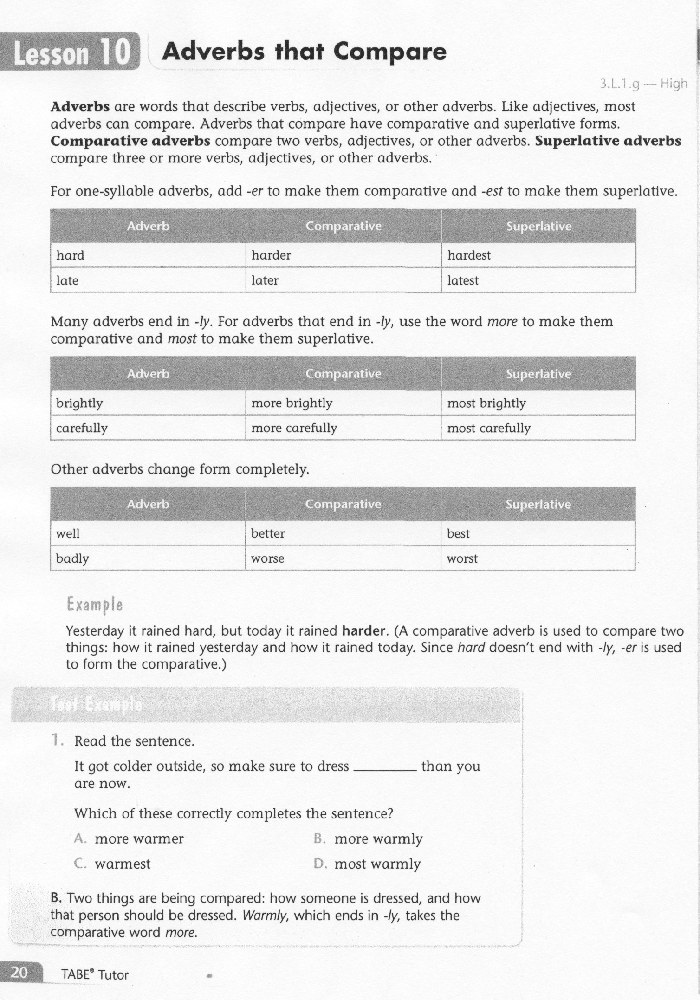 Lesson 10 Adverbs that Compare
3.L.1.g — High
Adverbs are words that describe verbs, adjectives, or other adverbs. Like adjectives, most
adverbs can compare. Adverbs that compare have comparative and superlative forms.
Comparative adverbs compare two verbs, adjectives, or other adverbs. Superlative adverbs
compare three or more verbs, adjectives, or other adverbs.
For one-syllable adverbs, add -er to make them comparative and -est to make them superlative.
Adverb Comparative Superlative
hard harder hardest
late later latest
Many adverbs end in -ly. For adverbs that end in -ly, use the word more to make them
comparative and most to make them superlative.
Adverb Comparative Superlative
brightly more brightly most brightly
carefully more carefully most carefully
Other adverbs change form completely.
Adverb Comparative Superlative
well better best
badly worse worst
Example
Yesterday it rained hard, but today it rained harder. (A comparative adverb is used to compare two
things: how it rained yesterday and how it rained today. Since hard doesn't end with -ly, -er is used
to form the comparative.)
Test Example
1. Read the sentence.
It got colder outside, so make sure to dress ________ than you
are now.
Which of these correctly completes the sentence?
A. more warmer B. more warmly
C. warmest D. most warmly
B. Two things are being compared: how someone is dressed, and how
that person should be dressed. Warmly, which ends in -ly, takes the
comparative word more.
20 TABE® Tutor